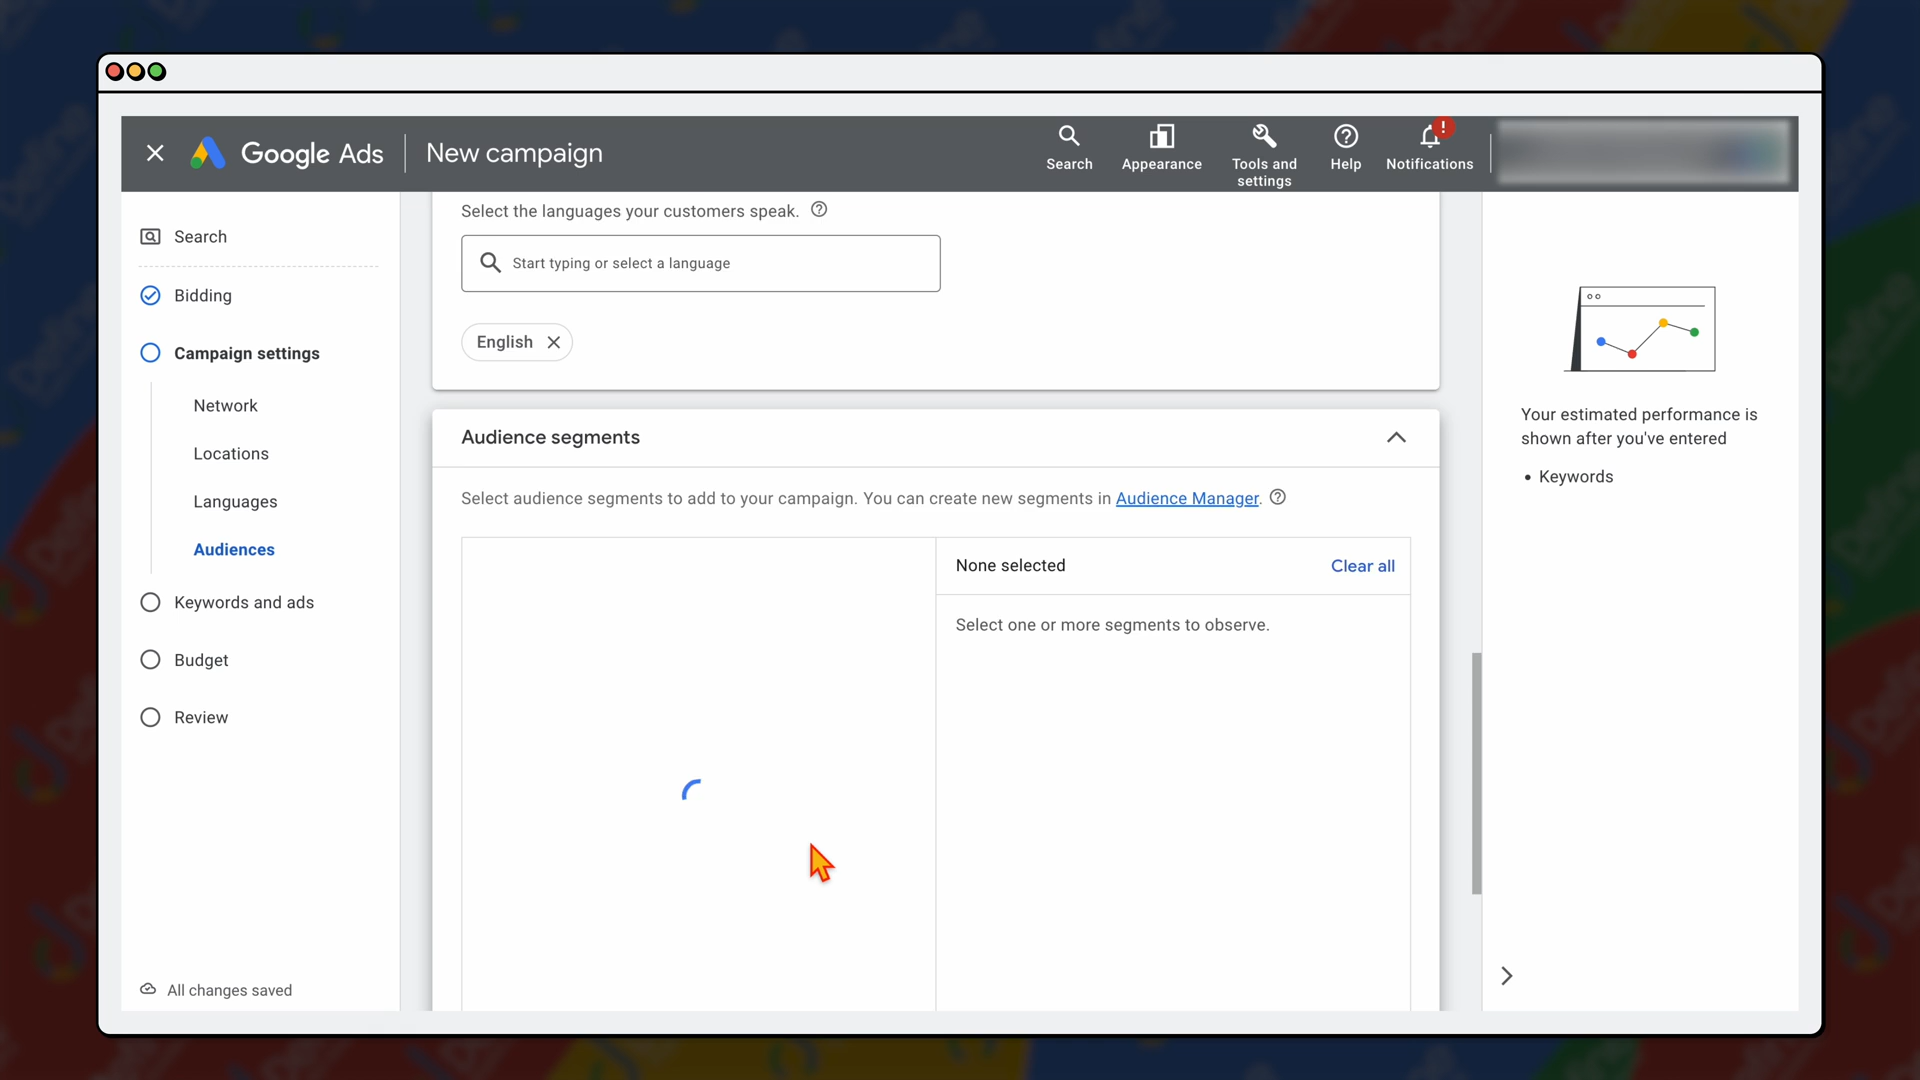 Google Ads
New campaign
Search
Appearance
Tools and
settings
Help
!
Notifications
Search
Bidding
Campaign settings
Network
Locations
Languages
Audiences
Keywords and ads
Budget
Review
All changes saved
Select the languages your customers speak.
Start typing or select a language
English
Audience segments
Select audience segments to add to your campaign. You can create new segments in Audience Manager.
None selected
Clear all
Select one or more segments to observe.
Your estimated performance is
shown after you've entered
• Keywords